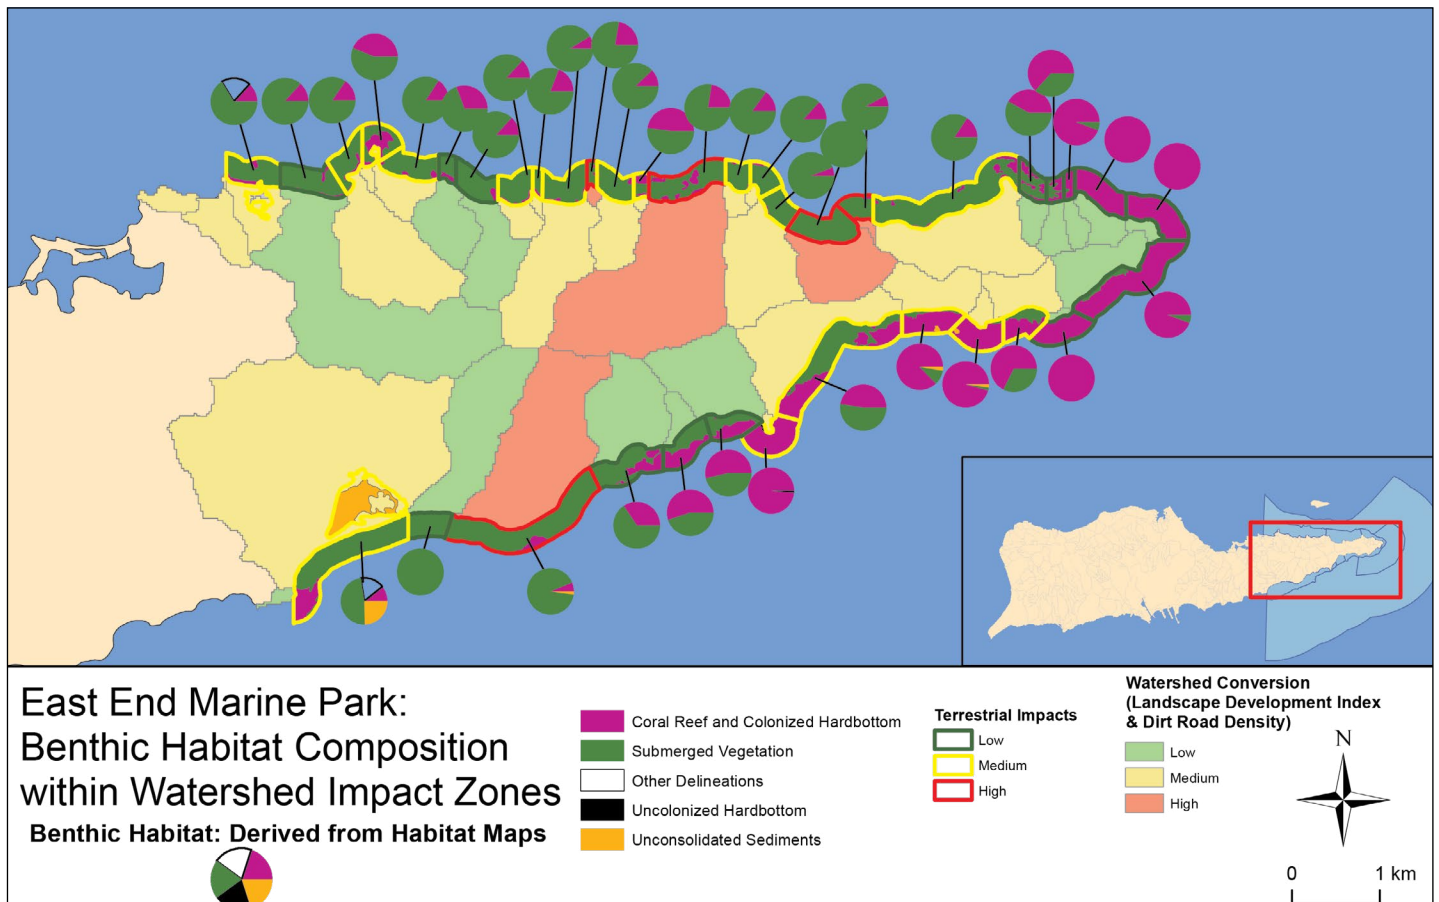 East End Marine Park:
Benthic Habitat Composition
within Watershed Impact Zones
Benthic Habitat: Derived from Habitat Maps
Coral Reef and Colonized Hardbottom
Submerged Vegetation
Other Delineations
Uncolonized Hardbottom
Unconsolidated Sediments
Terrestrial Impacts
Low
Medium
High
Watershed Conversion
(Landscape Development Index
& Dirt Road Density)
Low
Medium
High
N
0 1 km